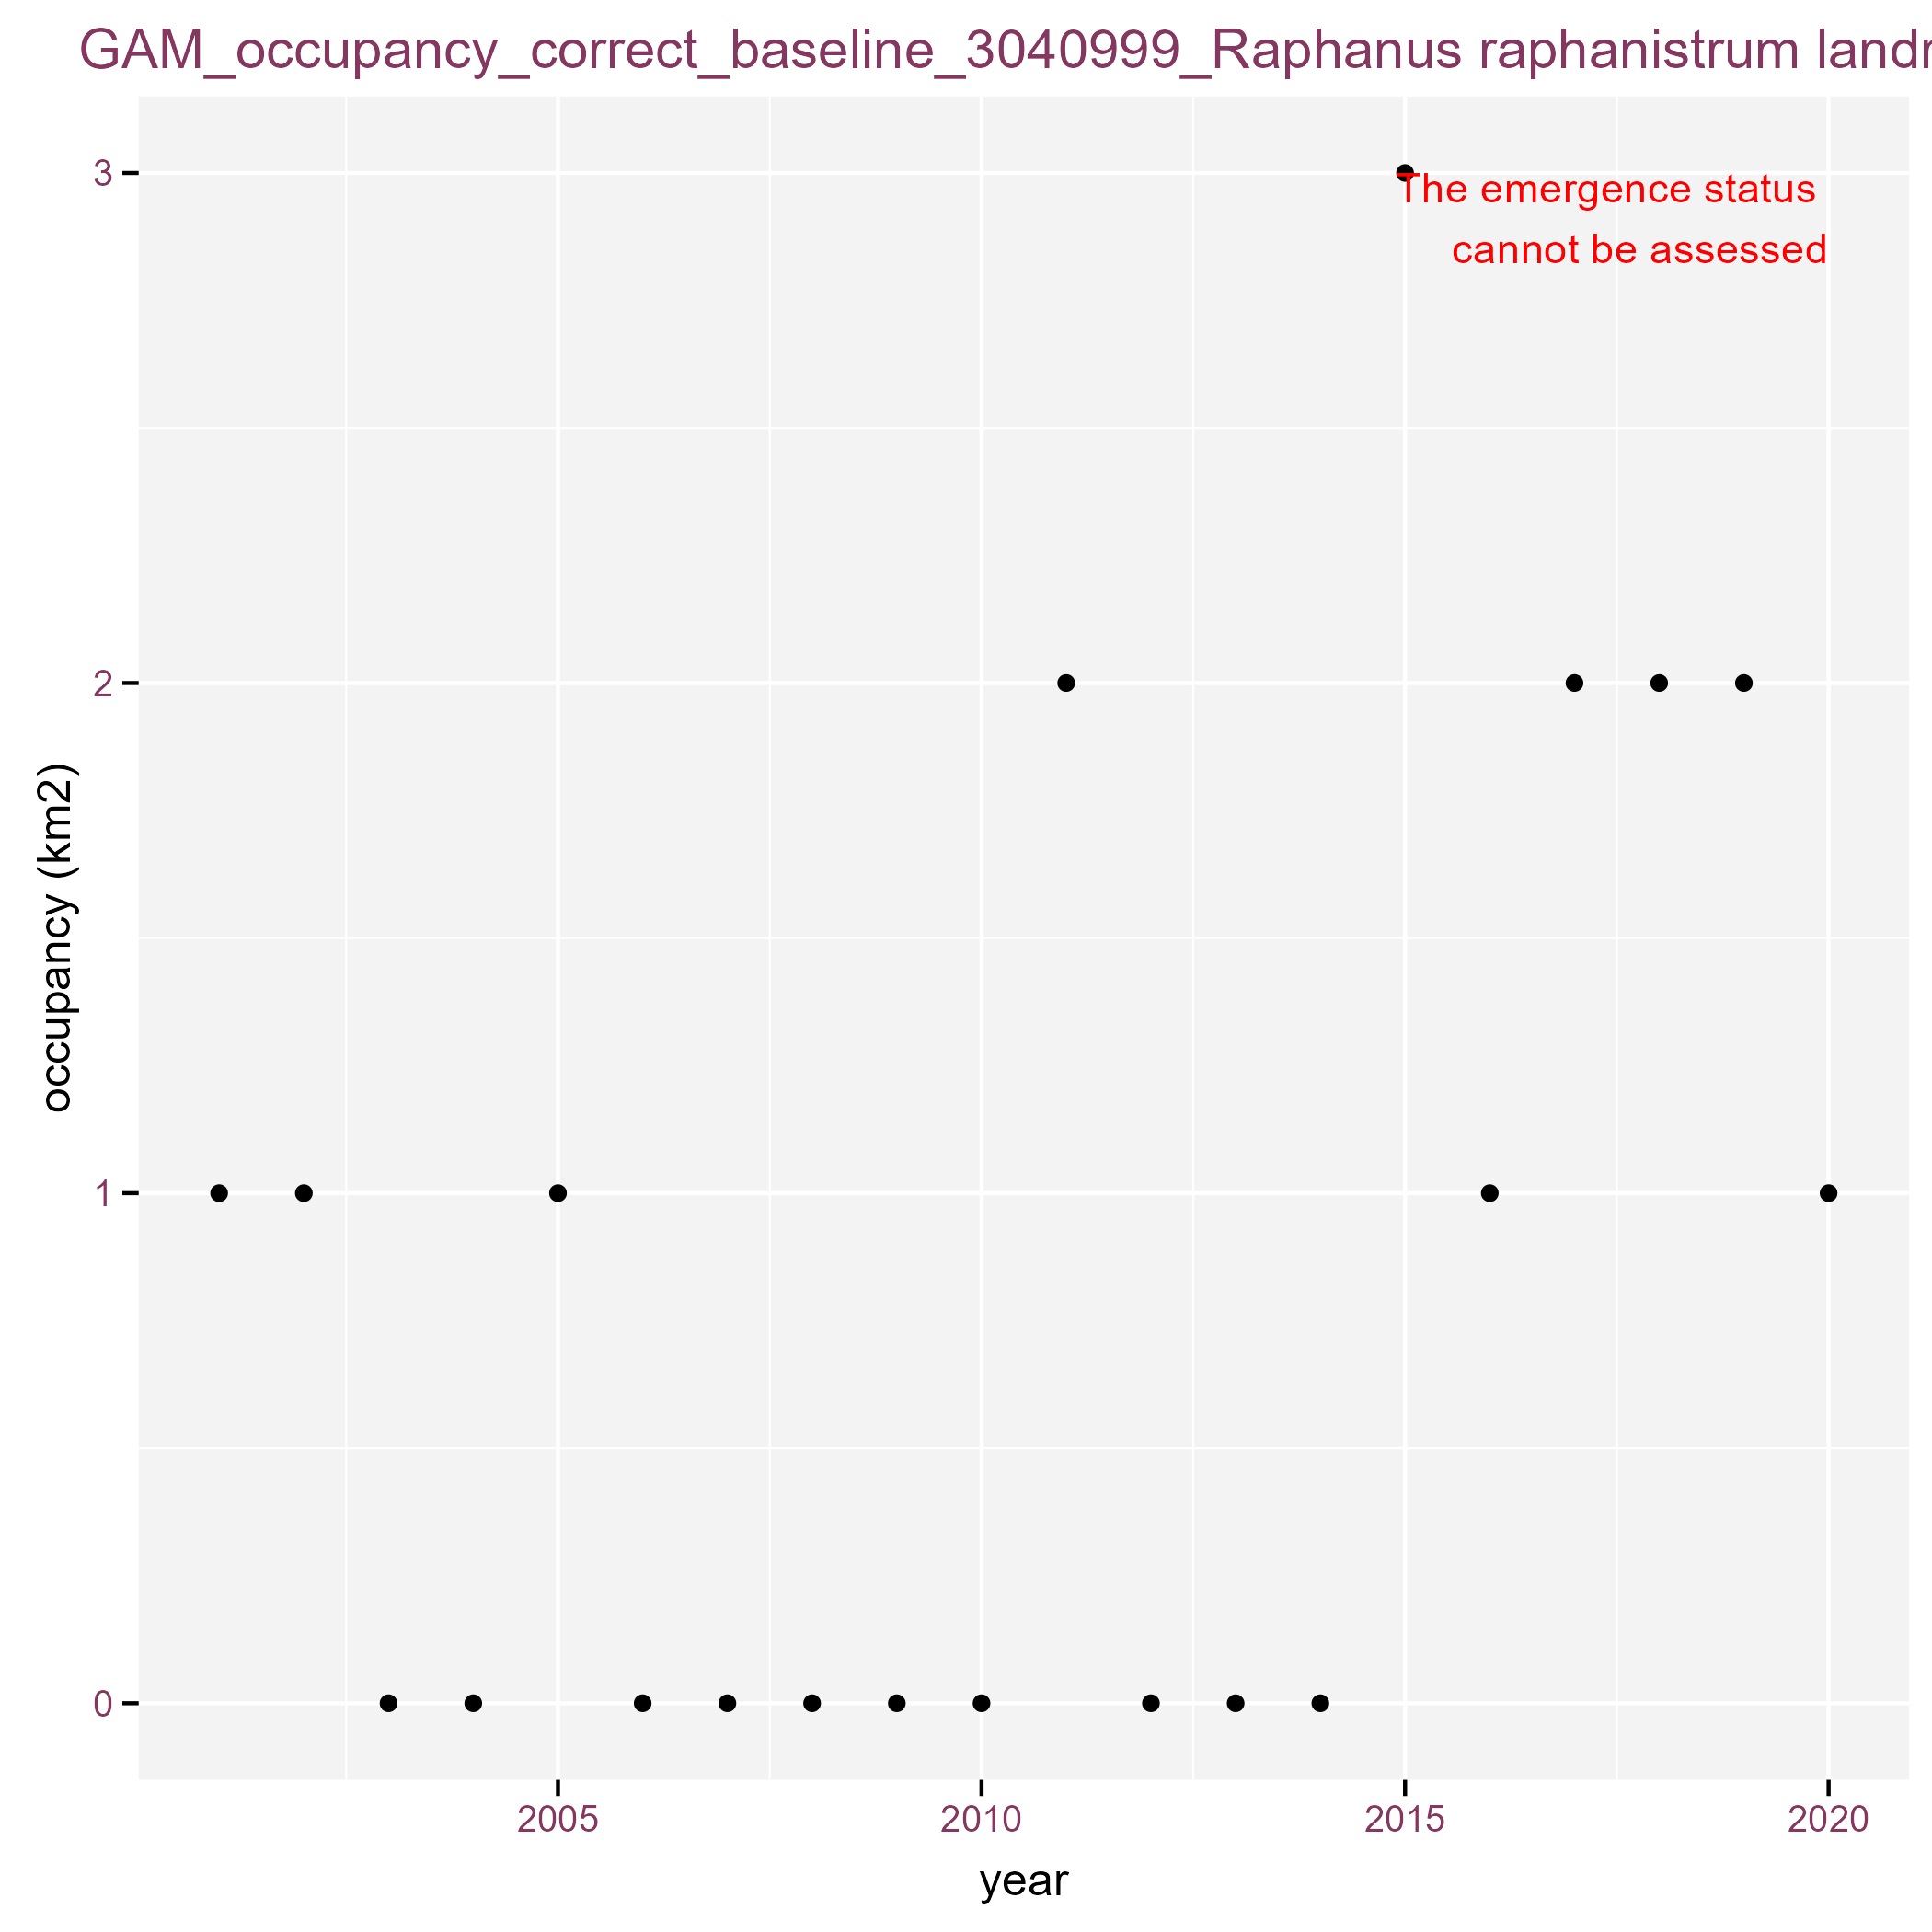 GAM_occupancy_correct_baseline_3040999_Raphanus raphanistrum
3
The emergence status
cannot be assessed
2
occupancy (km2)
1
0
2005 2010 2015 2020
year